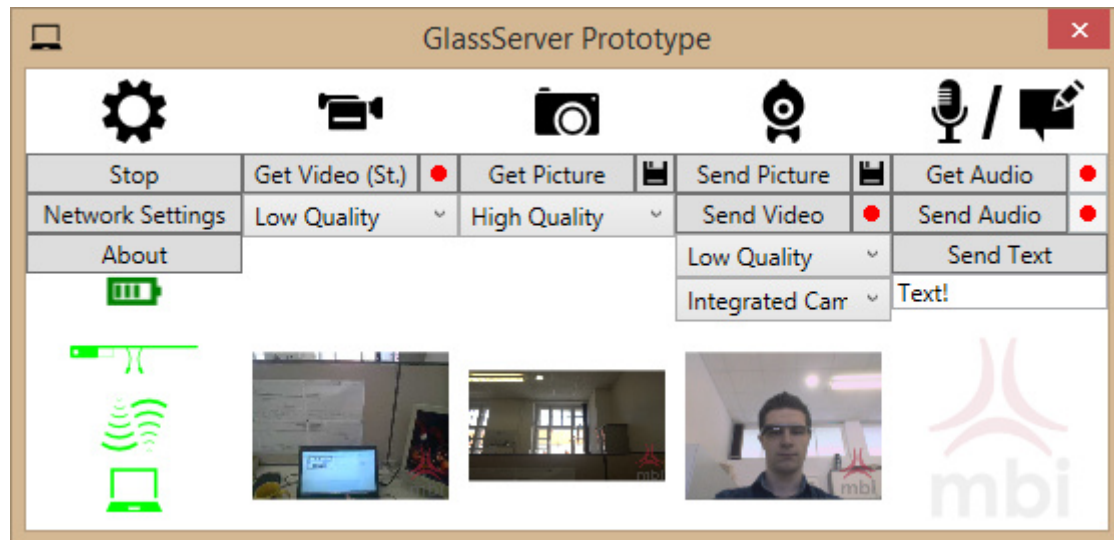 GlassServer Prototype
Stop
Get Video (St.)
Get Picture
Send Picture
Get Audio
Network Settings
Low Quality
High Quality
Send Video
Send Audio
About
Low Quality
Send Text
Integrated Cam
Text!
mbi
mbi
mbi